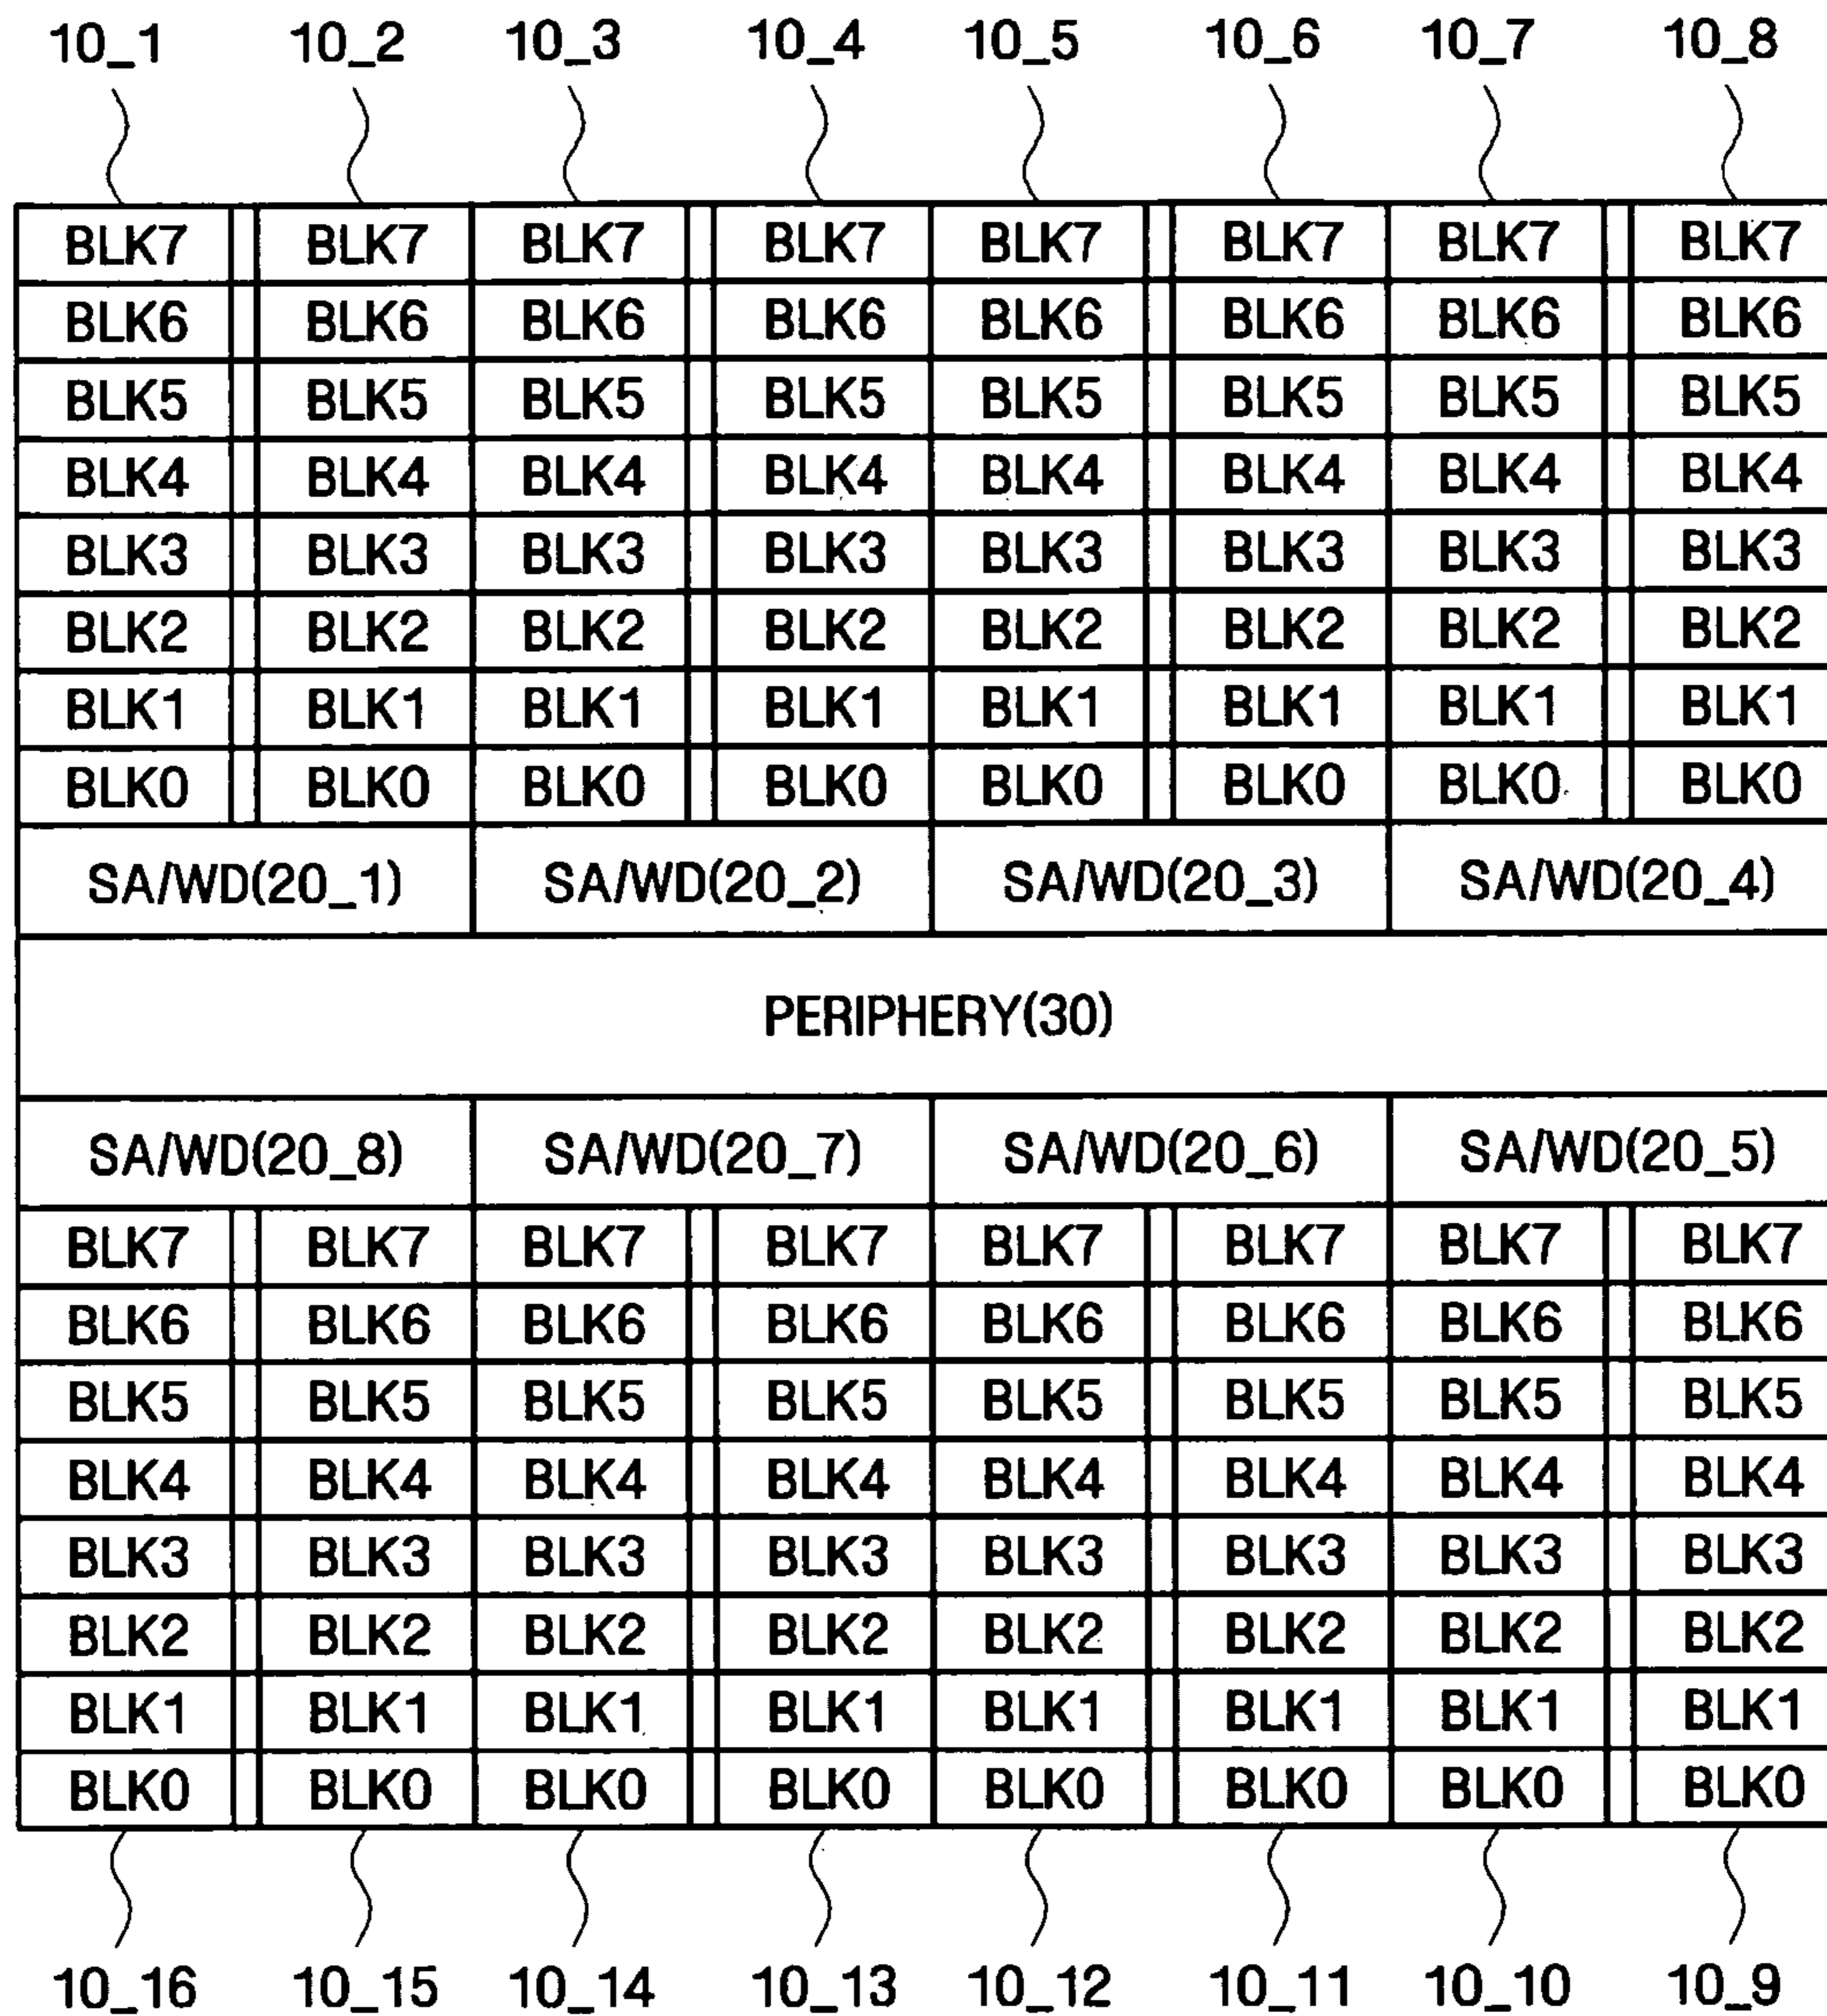 10_1 10_2 10_3 10_4 10_5 10_6 10_7 10_8
BLK7 BLK7 BLK7 BLK7 BLK7 BLK7 BLK7 BLK7
BLK6 BLK6 BLK6 BLK6 BLK6 BLK6 BLK6 BLK6
BLK5 BLK5 BLK5 BLK5 BLK5 BLK5 BLK5 BLK5
BLK4 BLK4 BLK4 BLK4 BLK4 BLK4 BLK4 BLK4
BLK3 BLK3 BLK3 BLK3 BLK3 BLK3 BLK3 BLK3
BLK2 BLK2 BLK2 BLK2 BLK2 BLK2 BLK2 BLK2
BLK1 BLK1 BLK1 BLK1 BLK1 BLK1 BLK1 BLK1
BLK0 BLK0 BLK0 BLK0 BLK0 BLK0 BLK0 BLK0
SA/WD(20_1) SA/WD(20_2) SA/WD(20_3) SA/WD(20_4)
PERIPHERY(30)
SA/WD(20_8) SA/WD(20_7) SA/WD(20_6) SA/WD(20_5)
BLK7 BLK7 BLK7 BLK7 BLK7 BLK7 BLK7 BLK7
BLK6 BLK6 BLK6 BLK6 BLK6 BLK6 BLK6 BLK6
BLK5 BLK5 BLK5 BLK5 BLK5 BLK5 BLK5 BLK5
BLK4 BLK4 BLK4 BLK4 BLK4 BLK4 BLK4 BLK4
BLK3 BLK3 BLK3 BLK3 BLK3 BLK3 BLK3 BLK3
BLK2 BLK2 BLK2 BLK2 BLK2 BLK2 BLK2 BLK2
BLK1 BLK1 BLK1 BLK1 BLK1 BLK1 BLK1 BLK1
BLK0 BLK0 BLK0 BLK0 BLK0 BLK0 BLK0 BLK0
10_16 10_15 10_14 10_13 10_12 10_11 10_10 10_9